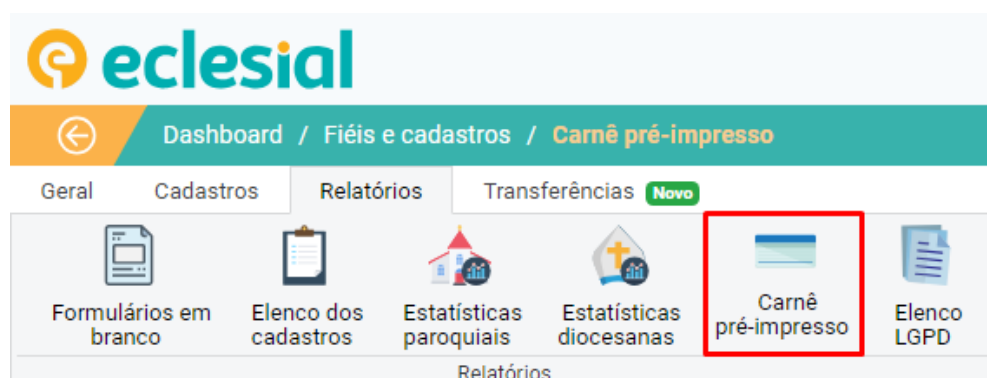 eclesial
Dashboard / Fiéis e cadastros / Carnê pré-impresso
Geral Cadastros Relatórios Transferências Novo
Formulários em branco
Elenco dos cadastros
Estatísticas paroquiais
Estatísticas diocesanas
Carnê pré-impresso
Elenco LGPD
Relatórios